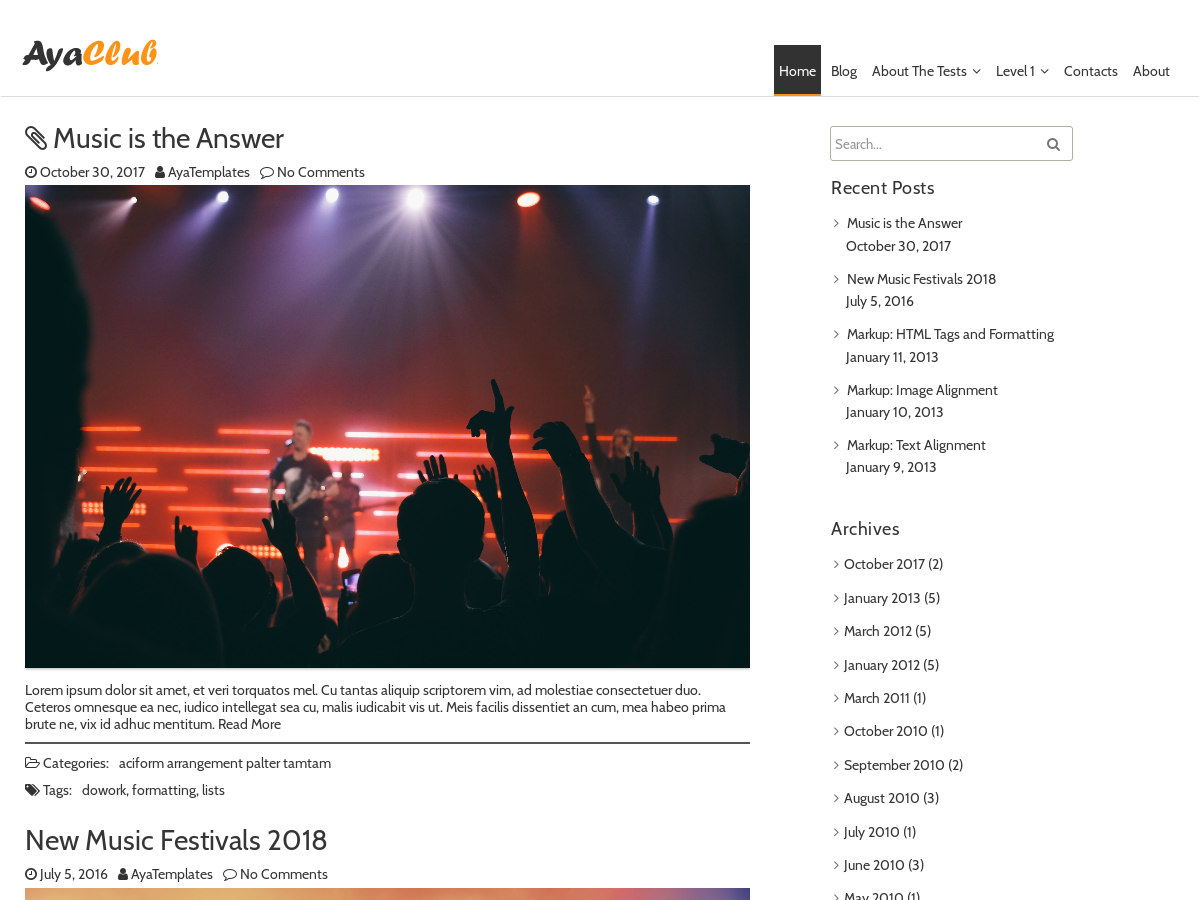 AyaClub
Home Blog About The Tests Level 1 Contacts About
Music is the Answer
October 30, 2017 AyaTemplates No Comments
Lorem ipsum dolor sit amet, et veri torquatos mel. Cu tantas aliquip scriptorem vim, ad molestiae consectetuer duo.
Ceteros omnesque ea nec, iudico intellegat sea cu, malis iudicabit vis ut. Meis facilis dissentiet an cum, mea habeo prima
brute ne, vix id adhuc mentitum. Read More
Categories: aciform arrangement palter tamtam
Tags: dowork, formatting, lists
New Music Festivals 2018
July 5, 2016 AyaTemplates No Comments
Search...
Recent Posts
Music is the Answer
October 30, 2017
New Music Festivals 2018
July 5, 2016
Markup: HTML Tags and Formatting
January 11, 2013
Markup: Image Alignment
January 10, 2013
Markup: Text Alignment
January 9, 2013
Archives
October 2017 (2)
January 2013 (5)
March 2012 (5)
January 2012 (5)
March 2011 (1)
October 2010 (1)
September 2010 (2)
August 2010 (3)
July 2010 (1)
June 2010 (3)
May 2010 (1)